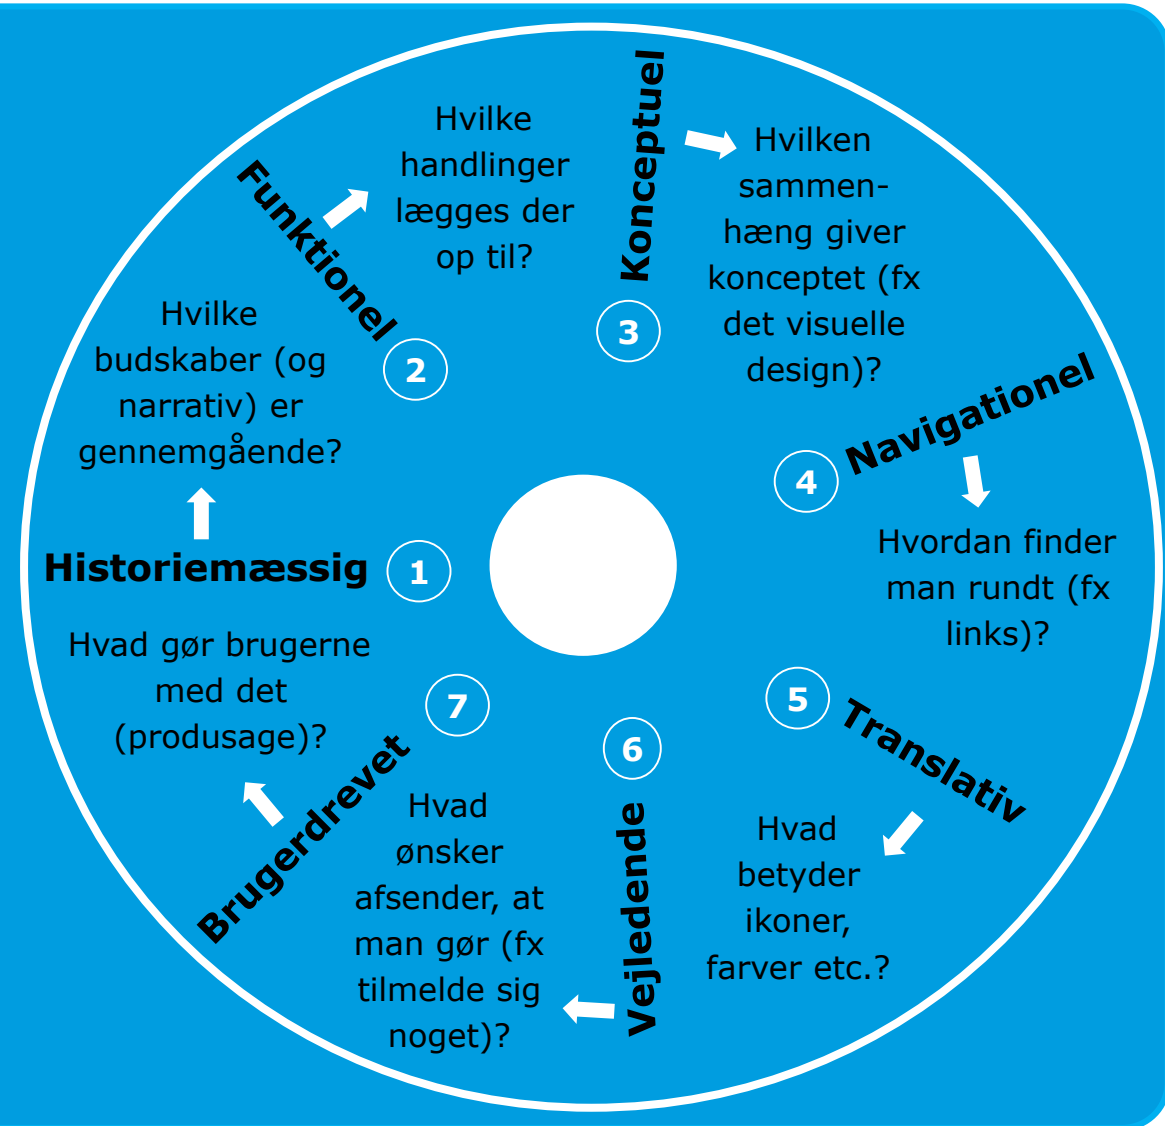 1
Historiemæssig
Hvilke
budskaber (og
narrativ) er
gennemgående?
2
Funktionel
Hvilke
handlinger
lægges der
op til?
3
Konceptuel
Hvilken
sammen-
hæng giver
konceptet (fx
det visuelle
design)?
4
Navigationel
Hvordan finder
man rundt (fx
links)?
5
Translativ
Hvad
betyder
ikoner,
farver etc.?
6
Vejledende
Hvad
ønsker
afsender, at
man gør (fx
tilmelde sig
noget)?
7
Brugerdrevet
Hvad gør brugerne
med det
(produsage)?